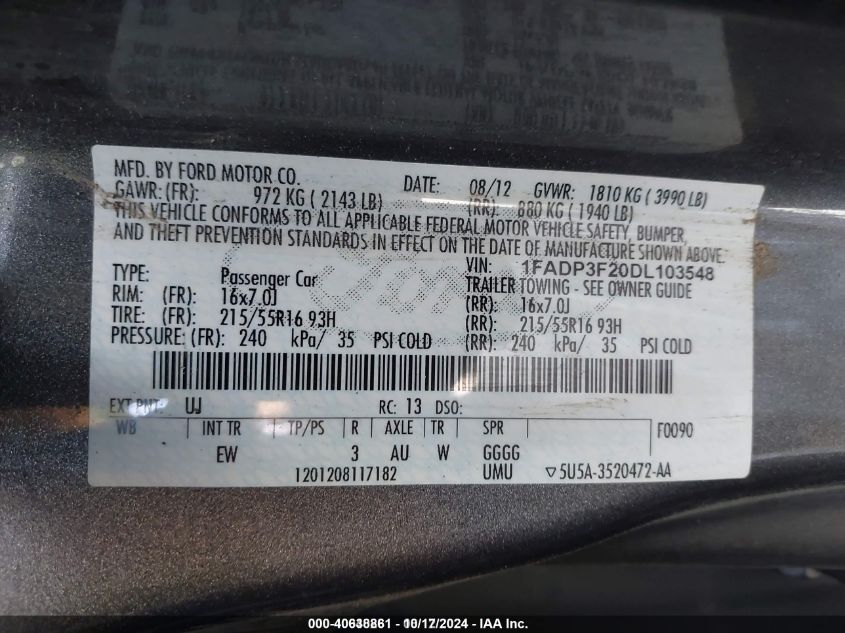 MFD. BY FORD MOTOR CO. DATE: 08/12 GVWR: 1810 KG ( 3990 LB)
GAWR: (FR): 972 KG ( 2143 LB) (RR): 880 KG ( 1940 LB)
THIS VEHICLE CONFORMS TO ALL APPLICABLE FEDERAL MOTOR VEHICLE SAFETY, BUMPER,
AND THEFT PREVENTION STANDARDS IN EFFECT ON THE DATE OF MANUFACTURE SHOWN ABOVE.
VIN: 1FADP3F20DL103548
TYPE: Passenger Car TRAILER TOWING - SEE OWNER GUIDE
RIM: (FR): 16x7.0J (RR): 16x7.0J
TIRE: (FR): 215/55R16 93H (RR): 215/55R16 93H
PRESSURE: (FR): 240 kPa/ 35 PSI COLD (RR): 240 kPa/ 35 PSI COLD
EXT PNT: UJ RC: 13 DSO:
WB INT TR TP/PS R AXLE TR SPR F0090
EW 3 AU W GGGG
1201208117182 UMU ▽5U5A-3520472-AA
000-40638861 - 10/17/2024 - IAA Inc.